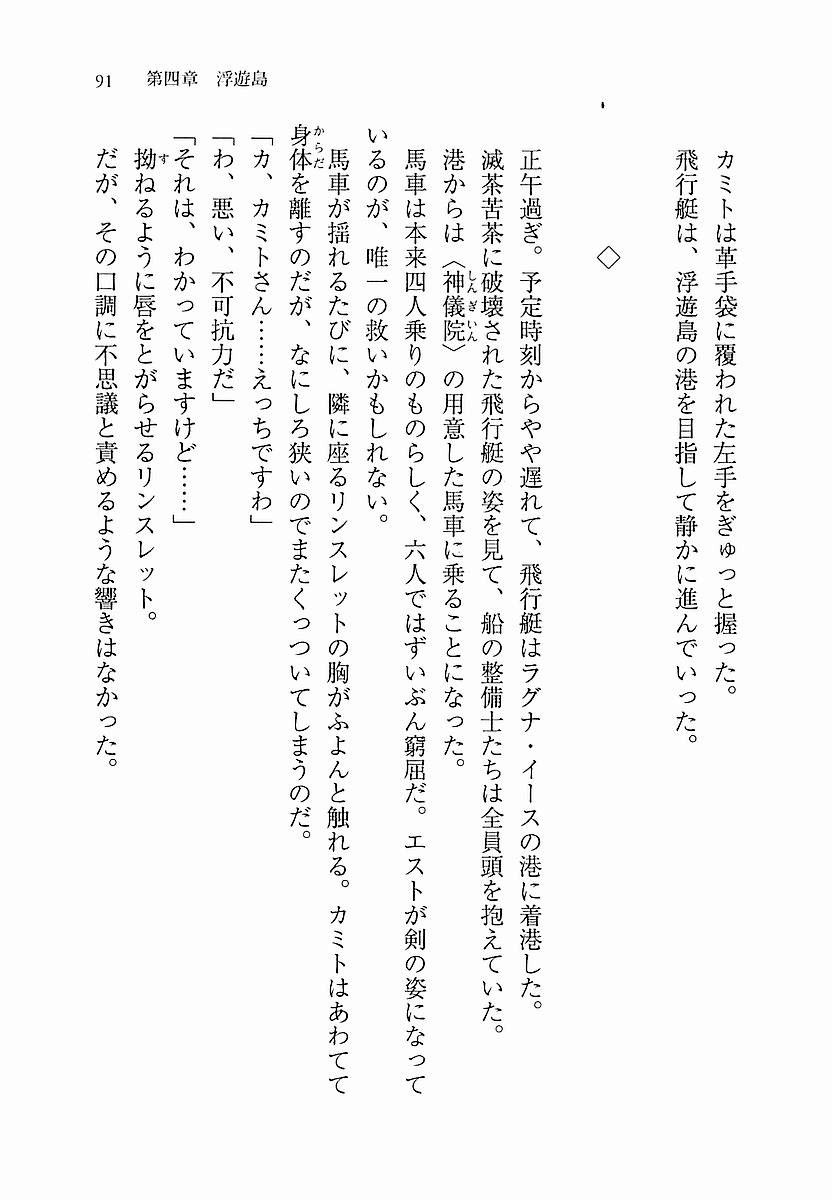 91　第四章　浮遊島
カミトは革手袋に覆われた左手をぎゅっと握った。
飛行艇は、浮遊島の港を目指して静かに進んでいった。
◇
正午過ぎ。予定時刻からやや遅れて、飛行艇はラグナ・イースの港に着港した。
滅茶苦茶に破壊された飛行艇の姿を見て、船の整備士たちは全員頭を抱えていた。
港からは〈神儀院〉の用意した馬車に乗ることになった。
馬車は本来四人乗りのものらしく、六人ではずいぶん窮屈だ。エストが剣の姿になって
いるのが、唯一の救いかもしれない。
馬車が揺れるたびに、隣に座るリンスレットの胸がふよんと触れる。カミトはあわてて
身体を離すのだが、なにしろ狭いのでまたくっついてしまうのだ。
「カ、カミトさん……えっちですわ」
「わ、悪い、不可抗力だ」
「それは、わかっていますけど……」
拗ねるように唇をとがらせるリンスレット。
だが、その口調に不思議と責めるような響きはなかった。